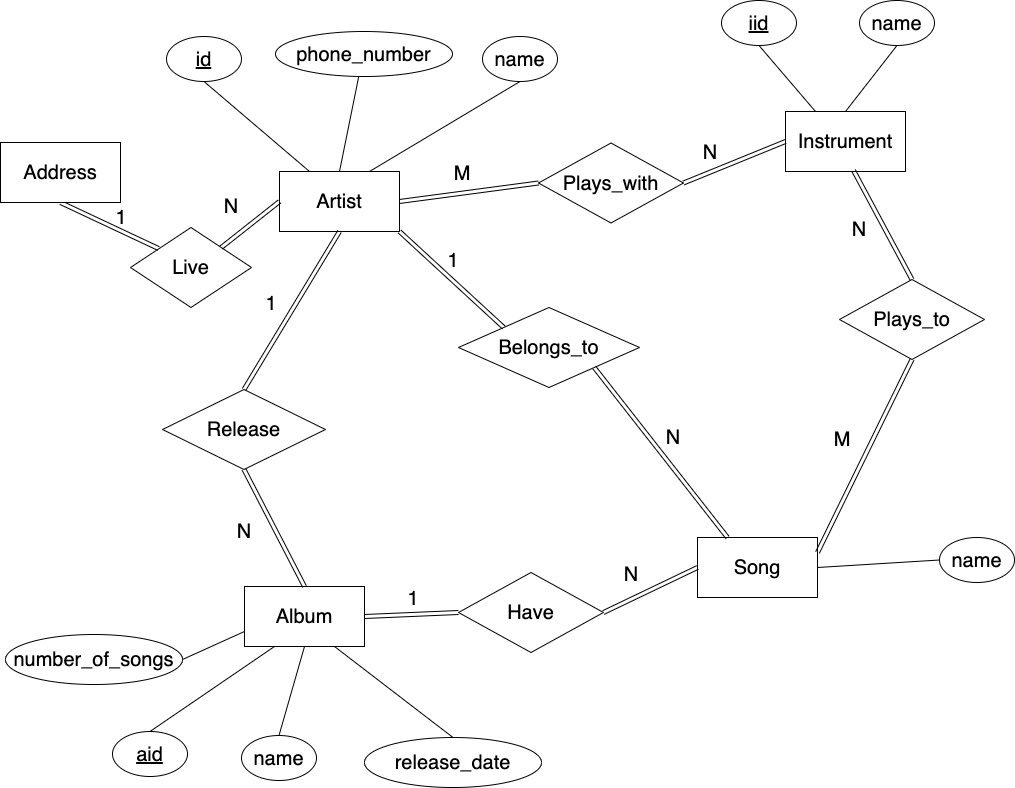 iid
name
id
phone_number
name
Address
Artist
Instrument
M
Plays_with
N
1
N
Live
1
1
N
Belongs_to
Plays_to
Release
N
M
N
Album
1
Have
N
Song
name
number_of_songs
aid
name
release_date